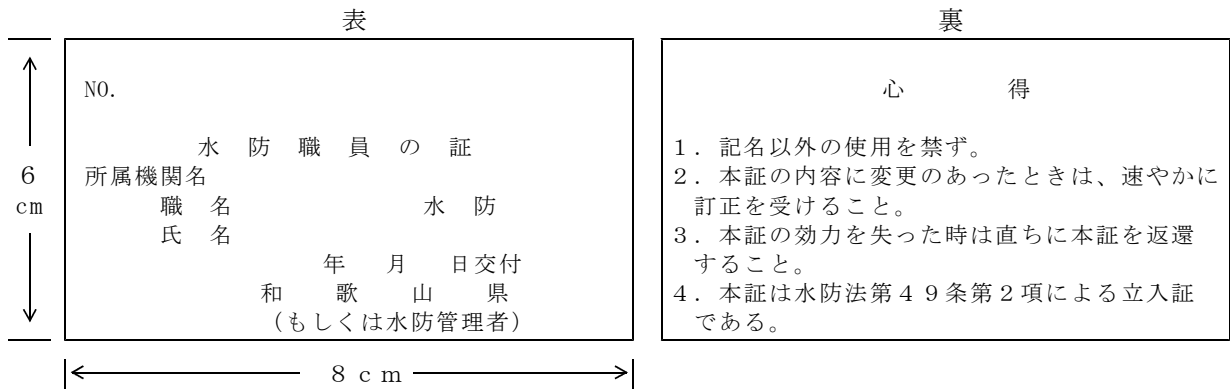 表
NO.
水 防 職 員 の 証
所属機関名
職 名 水 防
氏 名
年 月 日交付
和 歌 山 県
(もしくは水防管理者)
6
cm
8cm
裏
心 得
1．記名以外の使用を禁ず。
2．本証の内容に変更のあったときは、速やかに
訂正を受けること。
3．本証の効力を失った時は直ちに本証を返還
すること。
4．本証は水防法第49条第2項による立入証
である。